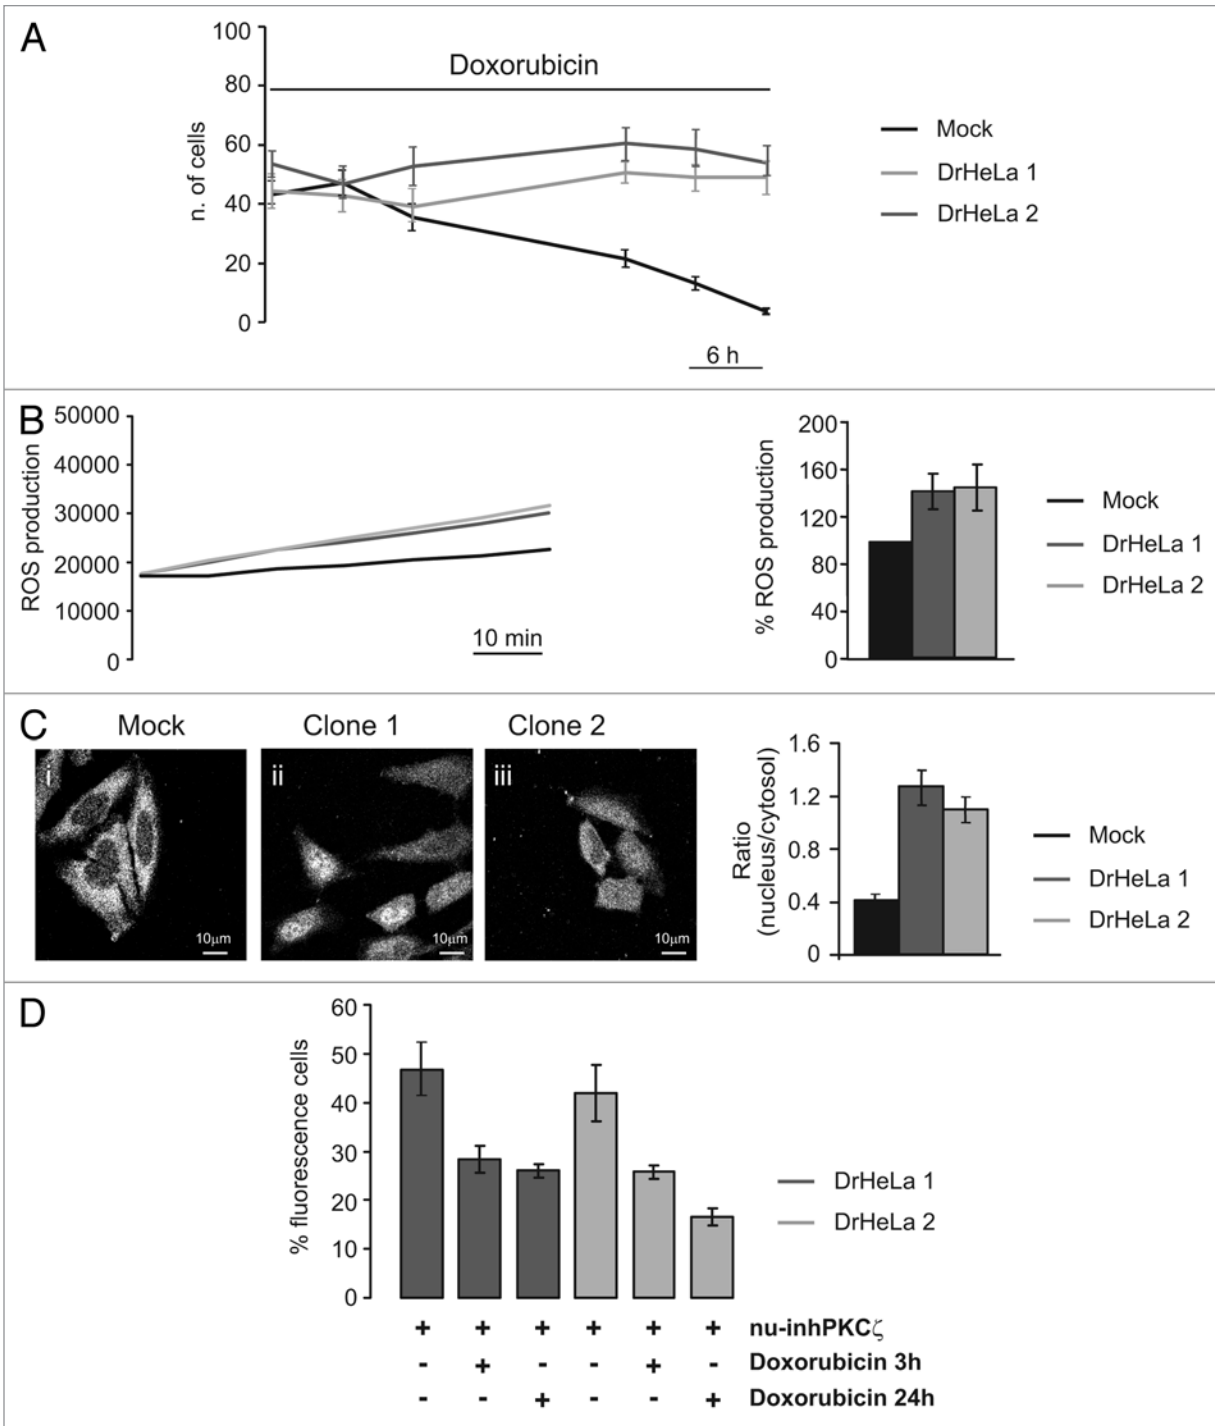 A
100
80
60
40
20
0
n. of cells
Doxorubicin
6 h
Mock
DrHeLa 1
DrHeLa 2
B
50000
40000
30000
20000
10000
0
ROS production
10 min
200
160
120
80
40
0
% ROS production
Mock
DrHeLa 1
DrHeLa 2
C
Mock
Clone 1
Clone 2
i
ii
iii
10μm
10μm
10μm
1.6
1.2
0.8
0.4
0
Ratio
(nucleus/cytosol)
Mock
DrHeLa 1
DrHeLa 2
D
60
50
40
30
20
10
0
% fluorescence cells
DrHeLa 1
DrHeLa 2
+ + + + + + nu-inhPKCζ
- + - - + - Doxorubicin 3h
- - + - - + Doxorubicin 24h